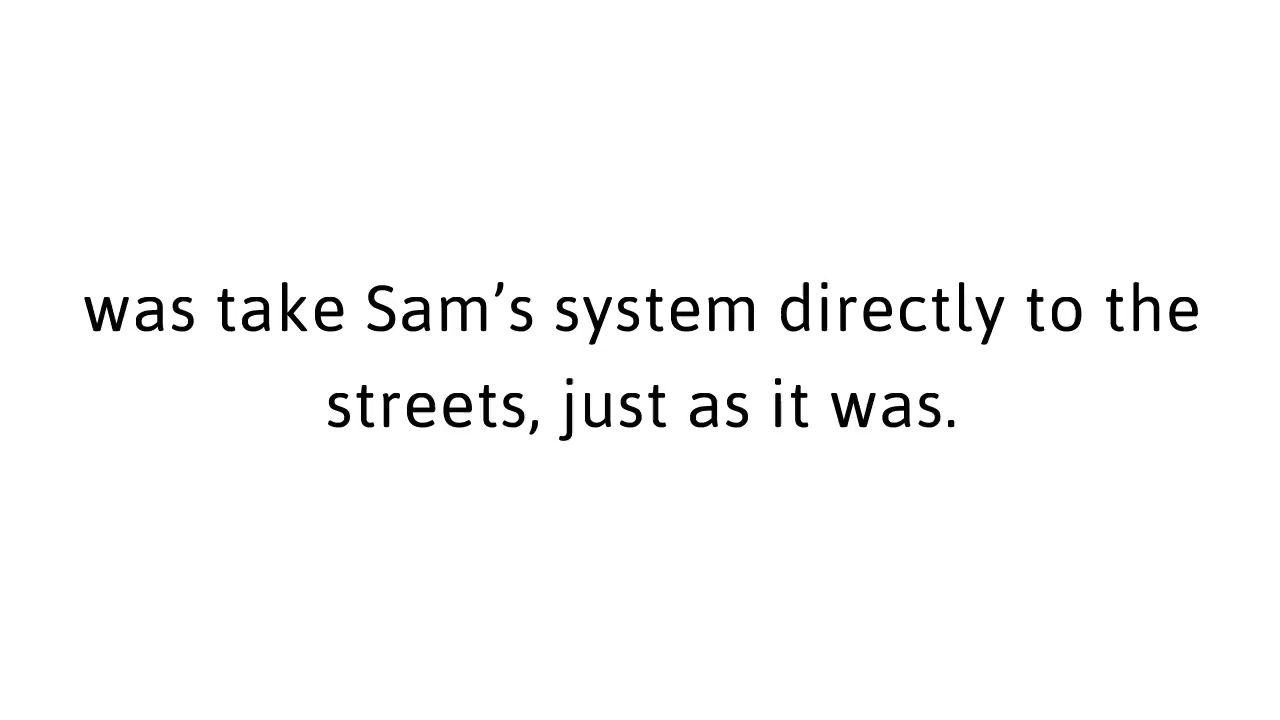 was take Sam’s system directly to the
streets, just as it was.